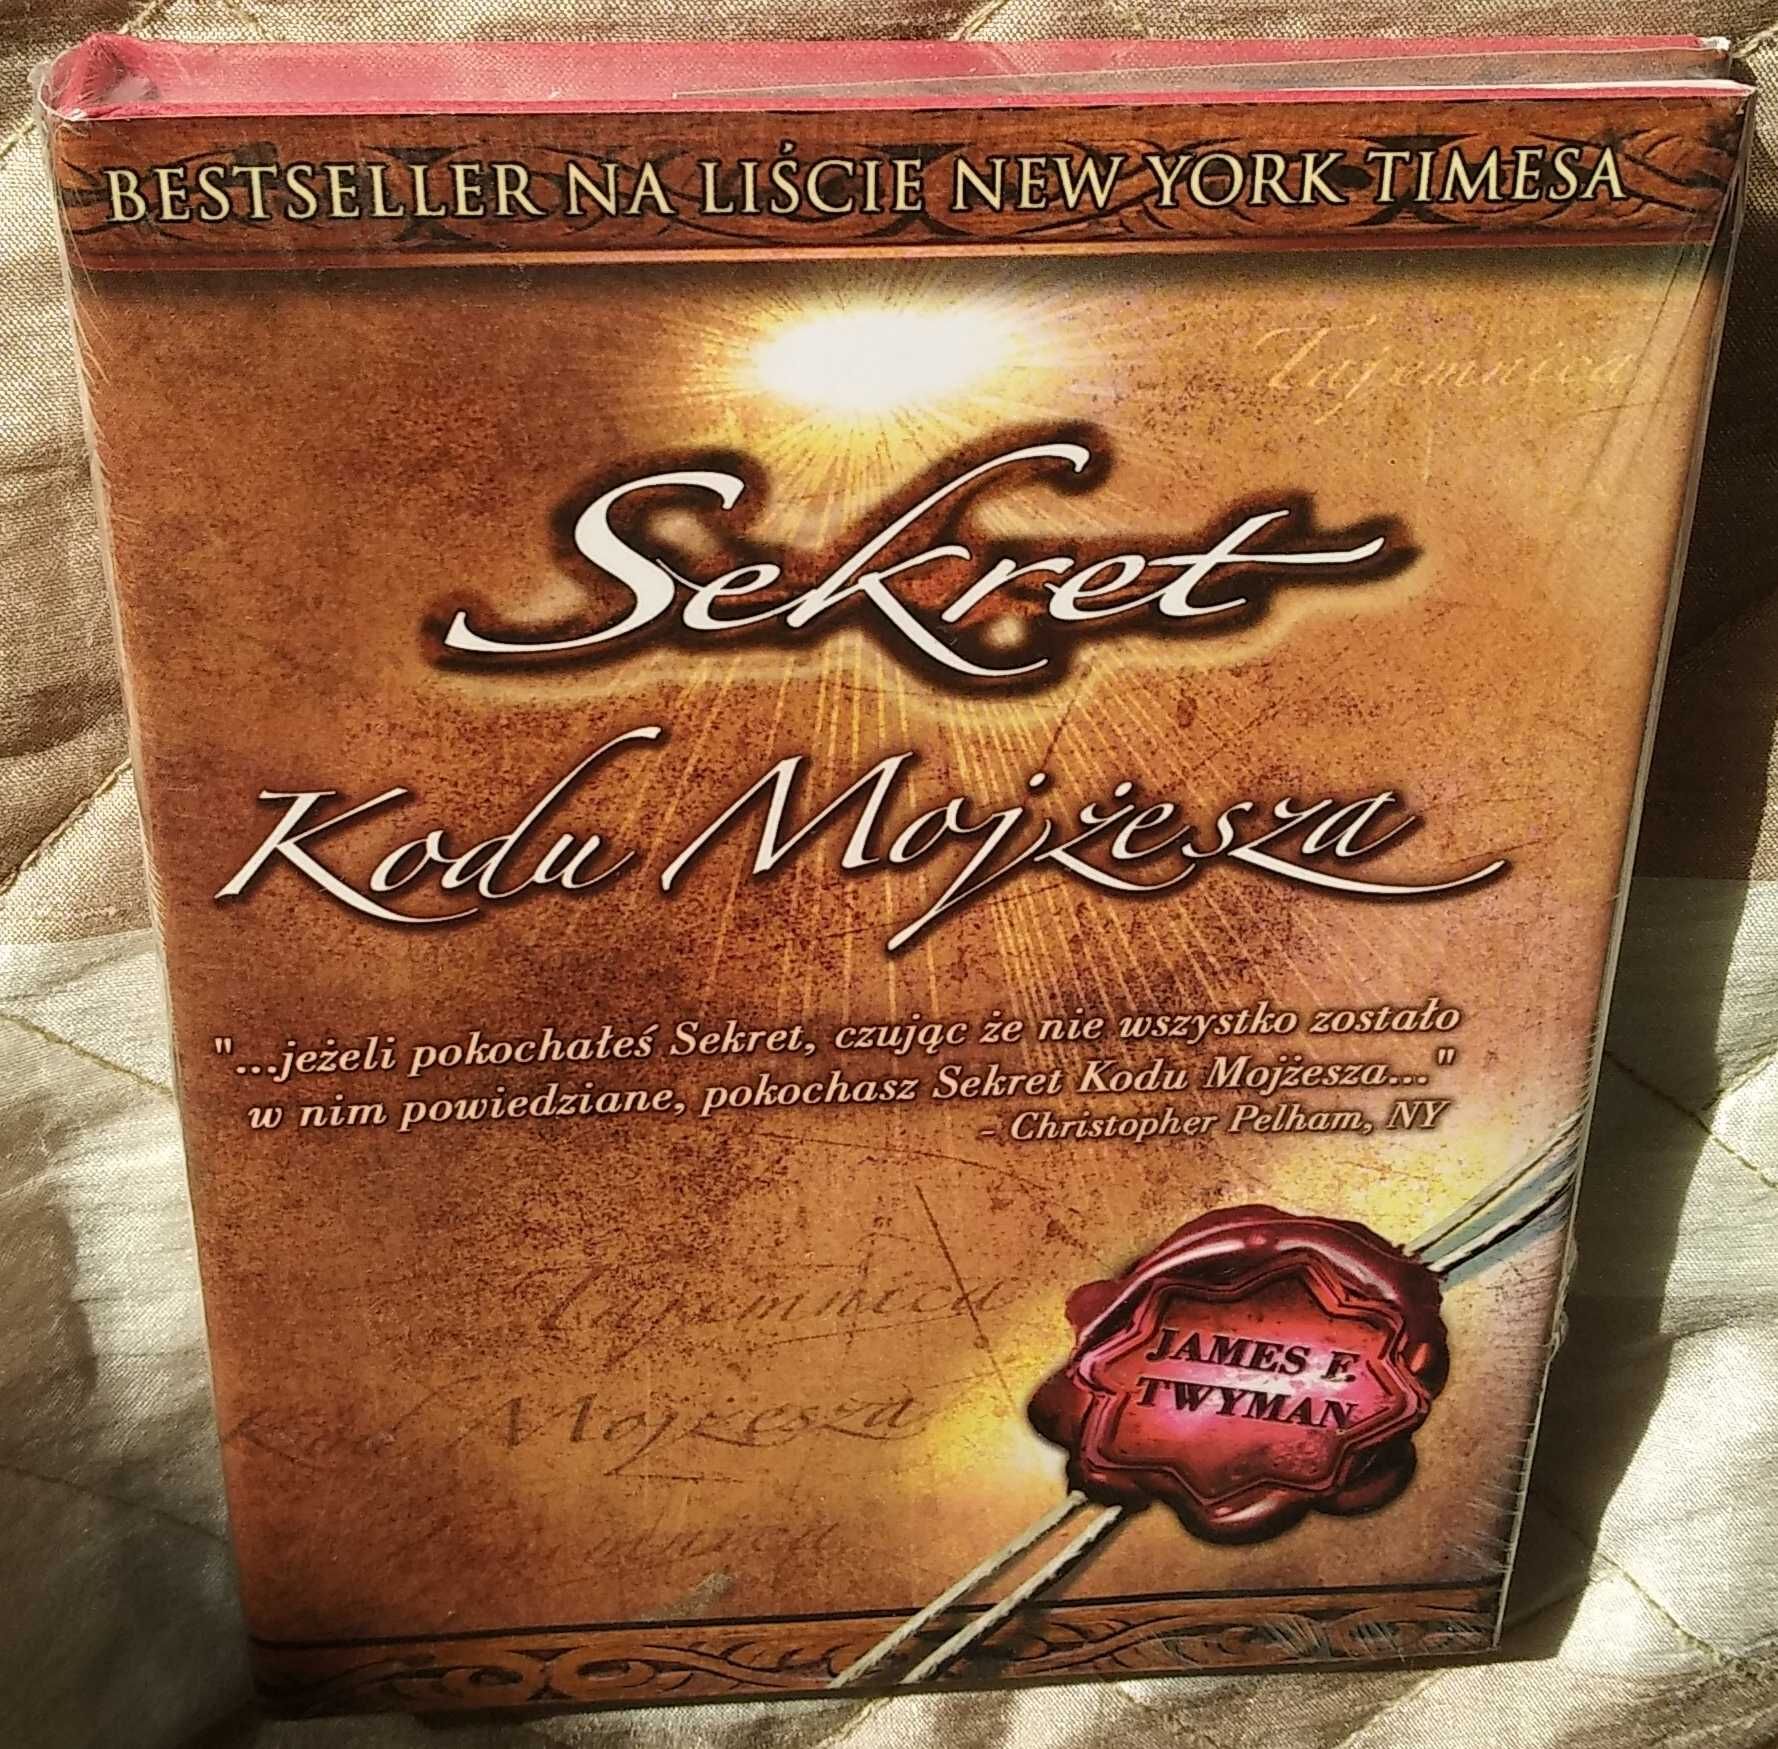 BESTSELLER NA LIŚCIE NEW YORK TIMESA
Tajemnica
Sekret
Kodu Mojżesza
"...jeżeli pokochałeś Sekret, czując że nie wszystko zostało
w nim powiedziane, pokochasz Sekret Kodu Mojżesza..."
- Christopher Pelham, NY
Tajemnica
JAMES F.
TWYMAN
Kod Mojżesza